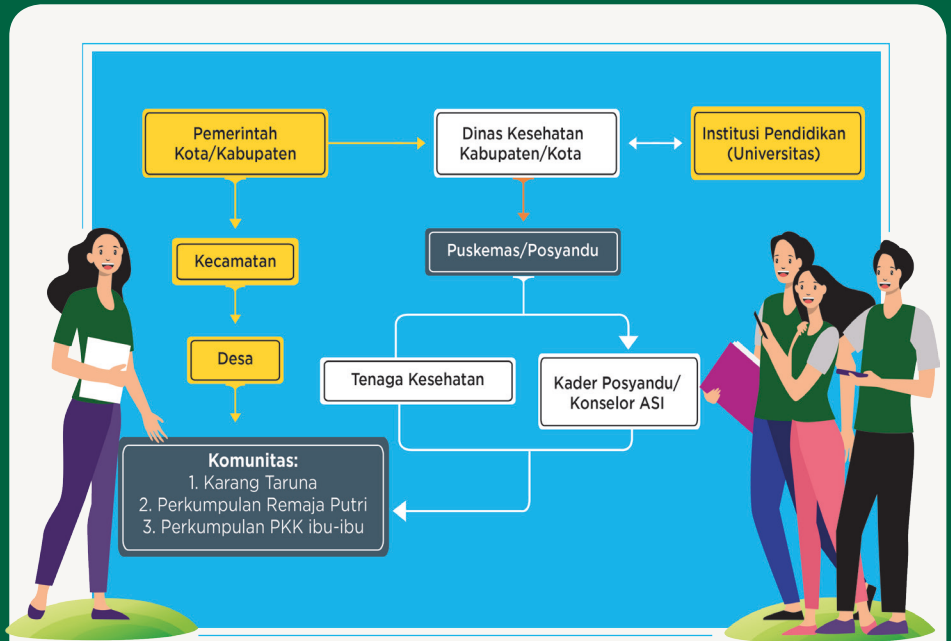 Pemerintah
Kota/Kabupaten
Dinas Kesehatan
Kabupaten/Kota
Institusi Pendidikan
(Universitas)
Kecamatan
Puskemas/Posyandu
Desa
Tenaga Kesehatan
Kader Posyandu/
Konselor ASI
Komunitas:
1. Karang Taruna
2. Perkumpulan Remaja Putri
3. Perkumpulan PKK ibu-ibu